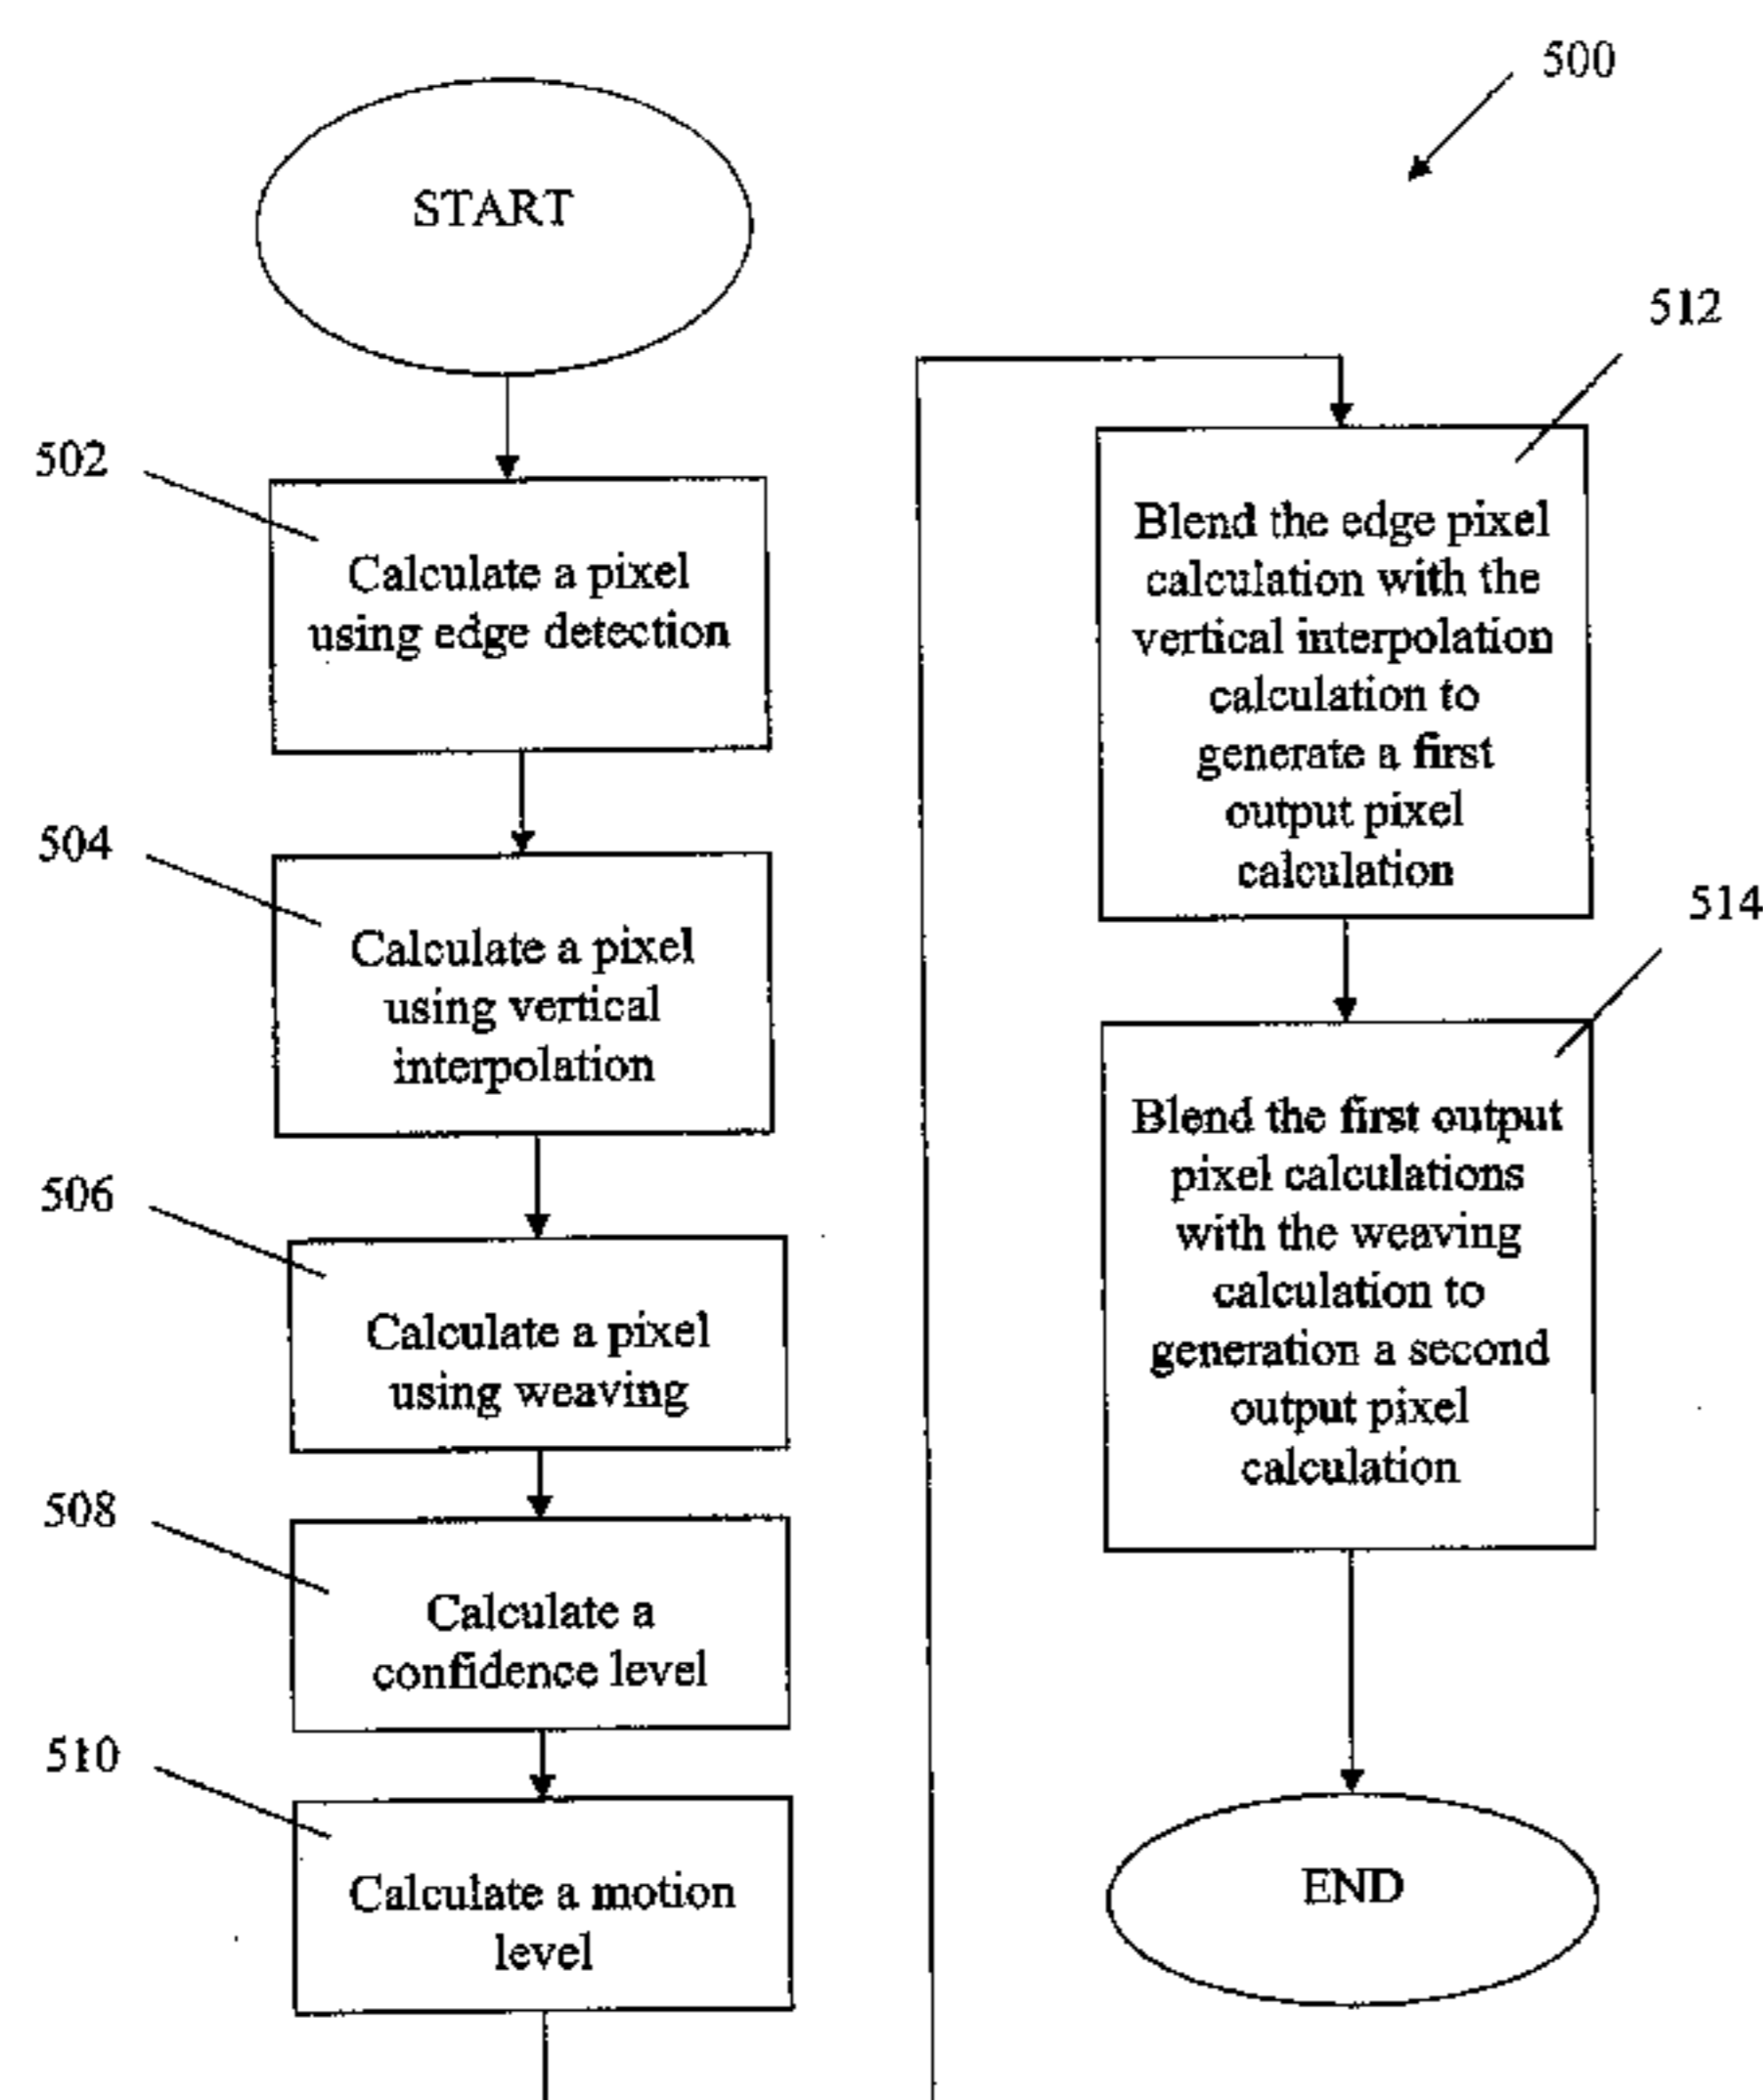 500
START
502
Calculate a pixel
using edge detection
504
Calculate a pixel
using vertical
interpolation
506
Calculate a pixel
using weaving
508
Calculate a
confidence level
510
Calculate a motion
level
512
Blend the edge pixel
calculation with the
vertical interpolation
calculation to
generate a first
output pixel
calculation
514
Blend the first output
pixel calculations
with the weaving
calculation to
generation a second
output pixel
calculation
END